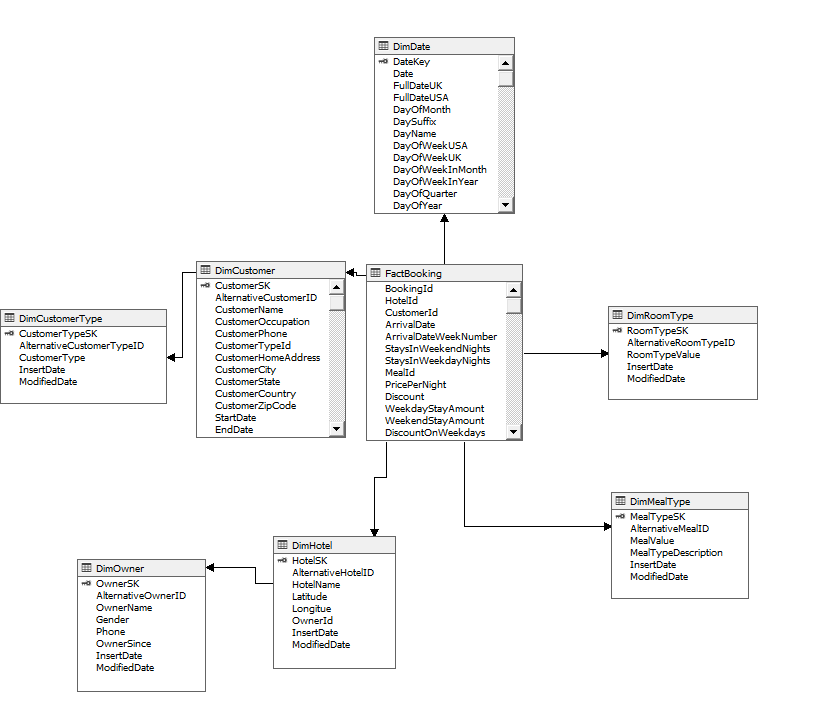 DimDate
DateKey
Date
FullDateUK
FullDateUSA
DayOfMonth
DaySuffix
DayName
DayOfWeekUSA
DayOfWeekUK
DayOfWeekInMonth
DayOfWeekInYear
DayOfQuarter
DayOfYear
DimCustomer
CustomerSK
AlternativeCustomerID
CustomerName
CustomerOccupation
CustomerPhone
CustomerTypeId
CustomerHomeAddress
CustomerCity
CustomerState
CustomerCountry
CustomerZipCode
StartDate
EndDate
FactBooking
BookingId
HotelId
CustomerId
ArrivalDate
ArrivalDateWeekNumber
StaysInWeekendNights
StaysInWeekdayNights
MealId
PricePerNight
Discount
WeekdayStayAmount
WeekendStayAmount
DiscountOnWeekdays
DimCustomerType
CustomerTypeSK
AlternativeCustomerTypeID
CustomerType
InsertDate
ModifiedDate
DimRoomType
RoomTypeSK
AlternativeRoomTypeID
RoomTypeValue
InsertDate
ModifiedDate
DimMealType
MealTypeSK
AlternativeMealID
MealValue
MealTypeDescription
InsertDate
ModifiedDate
DimHotel
HotelSK
AlternativeHotelID
HotelName
Latitude
Longitue
OwnerId
InsertDate
ModifiedDate
DimOwner
OwnerSK
AlternativeOwnerID
OwnerName
Gender
Phone
OwnerSince
InsertDate
ModifiedDate